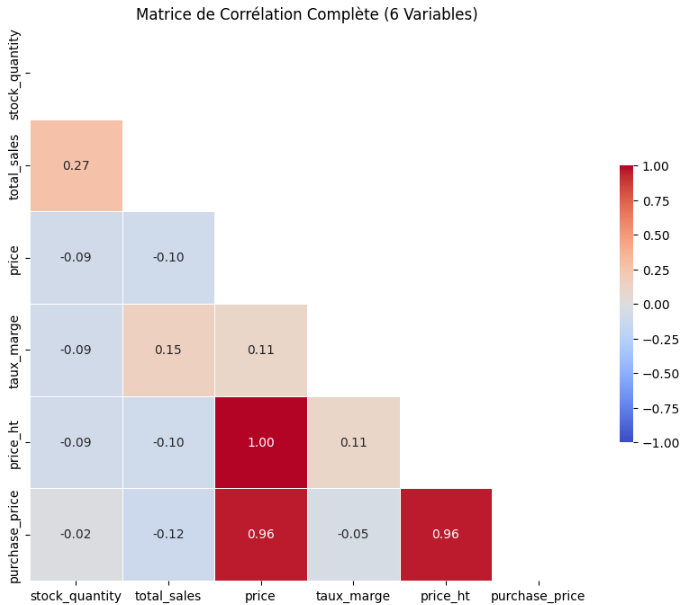 Matrice de Corrélation Complète (6 Variables)
stock_quantity
total_sales
0.27
price
-0.09 -0.10
taux_marge
-0.09 0.15 0.11
price_ht
-0.09 -0.10 1.00 0.11
purchase_price
-0.02 -0.12 0.96 -0.05 0.96
stock_quantity total_sales price taux_marge price_ht purchase_price
1.00
0.75
0.50
0.25
0.00
−0.25
−0.50
−0.75
−1.00